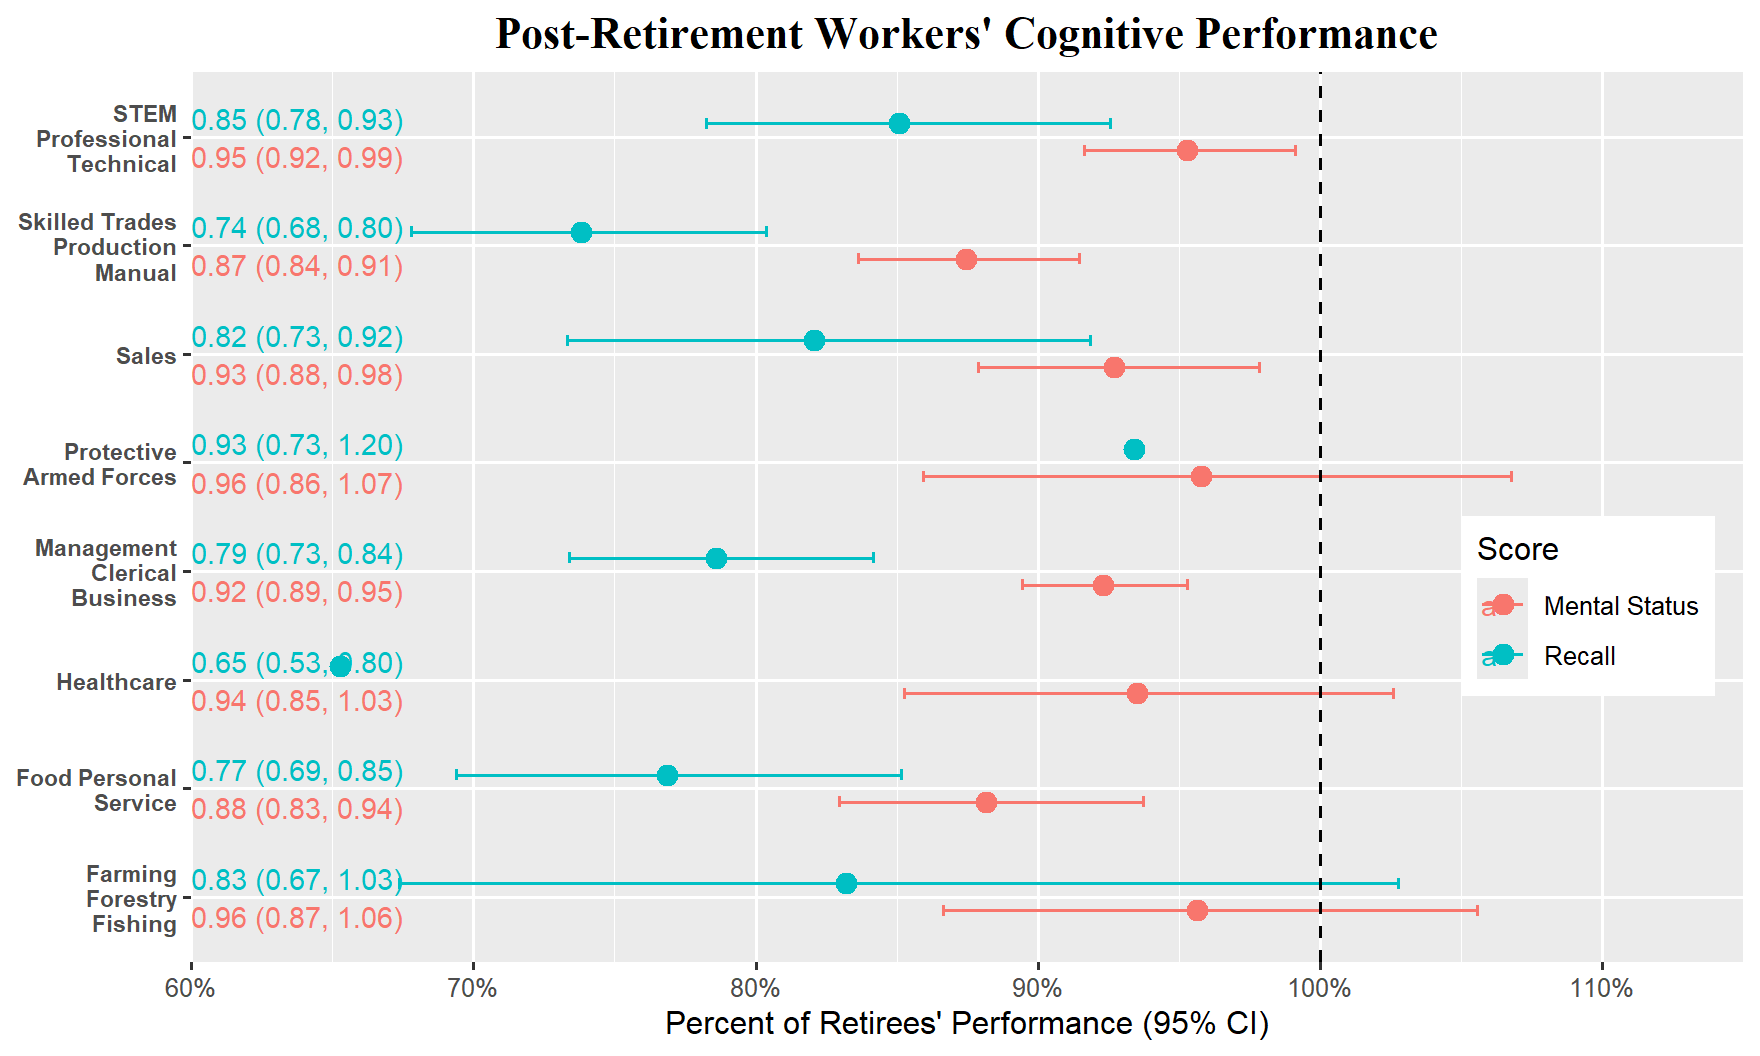 Post-Retirement Workers' Cognitive Performance
STEM
Professional
Technical
0.85 (0.78, 0.93)
0.95 (0.92, 0.99)
Skilled Trades
Production
Manual
0.74 (0.68, 0.80)
0.87 (0.84, 0.91)
Sales
0.82 (0.73, 0.92)
0.93 (0.88, 0.98)
Protective
Armed Forces
0.93 (0.73, 1.20)
0.96 (0.86, 1.07)
Management
Clerical
Business
0.79 (0.73, 0.84)
0.92 (0.89, 0.95)
Healthcare
0.65 (0.53, 0.80)
0.94 (0.85, 1.03)
Food Personal
Service
0.77 (0.69, 0.85)
0.88 (0.83, 0.94)
Farming
Forestry
Fishing
0.83 (0.67, 1.03)
0.96 (0.87, 1.06)
Score
a Mental Status
a Recall
60% 70% 80% 90% 100% 110%
Percent of Retirees' Performance (95% CI)